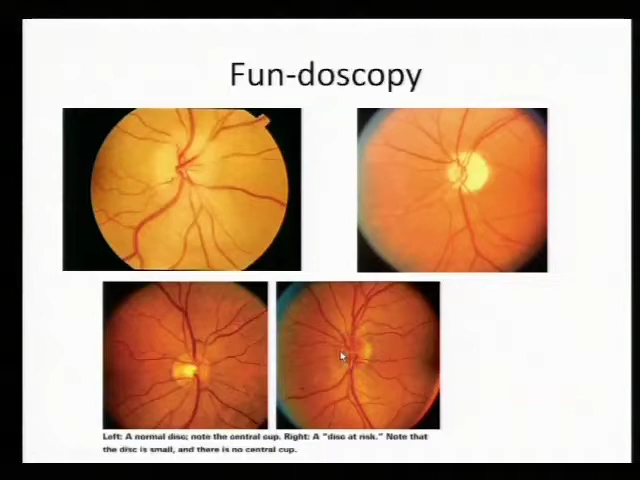 Fun-doscopy
Left: A normal disc; note the central cup. Right: A "disc at risk." Note that
the disc is small, and there is no central cup.